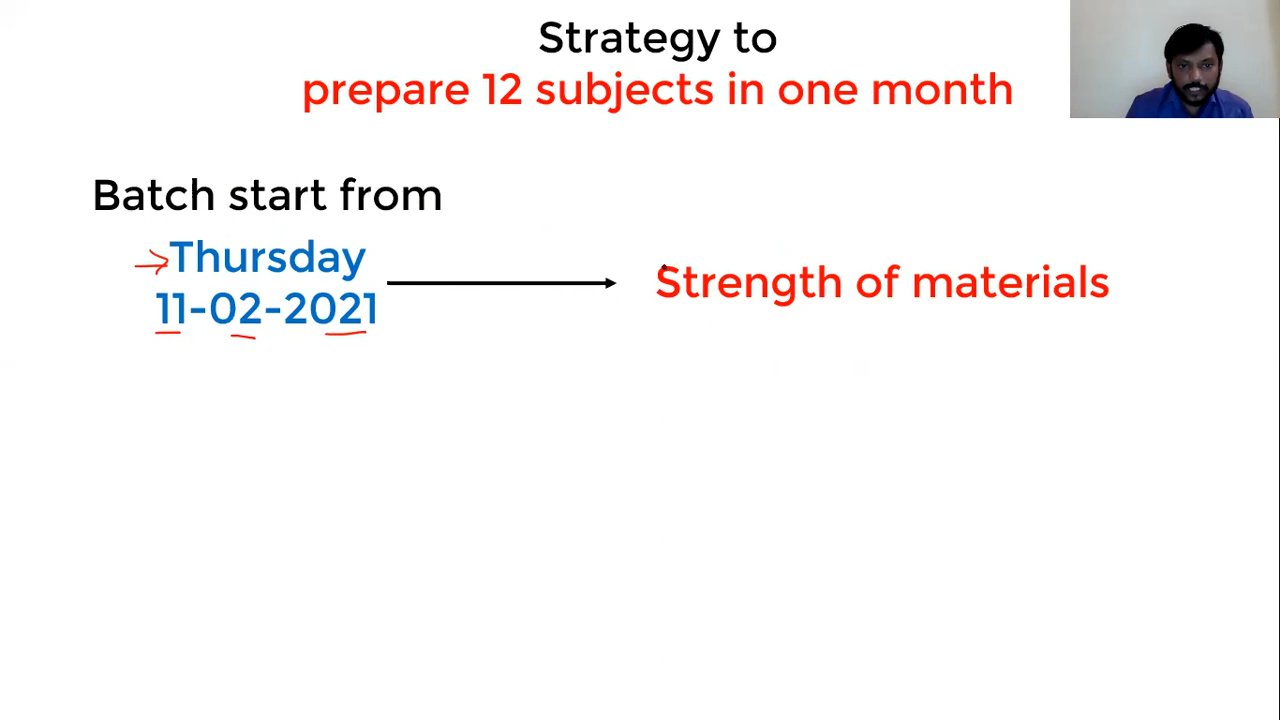 Strategy to
prepare 12 subjects in one month
Batch start from
Thursday
11-02-2021
Strength of materials